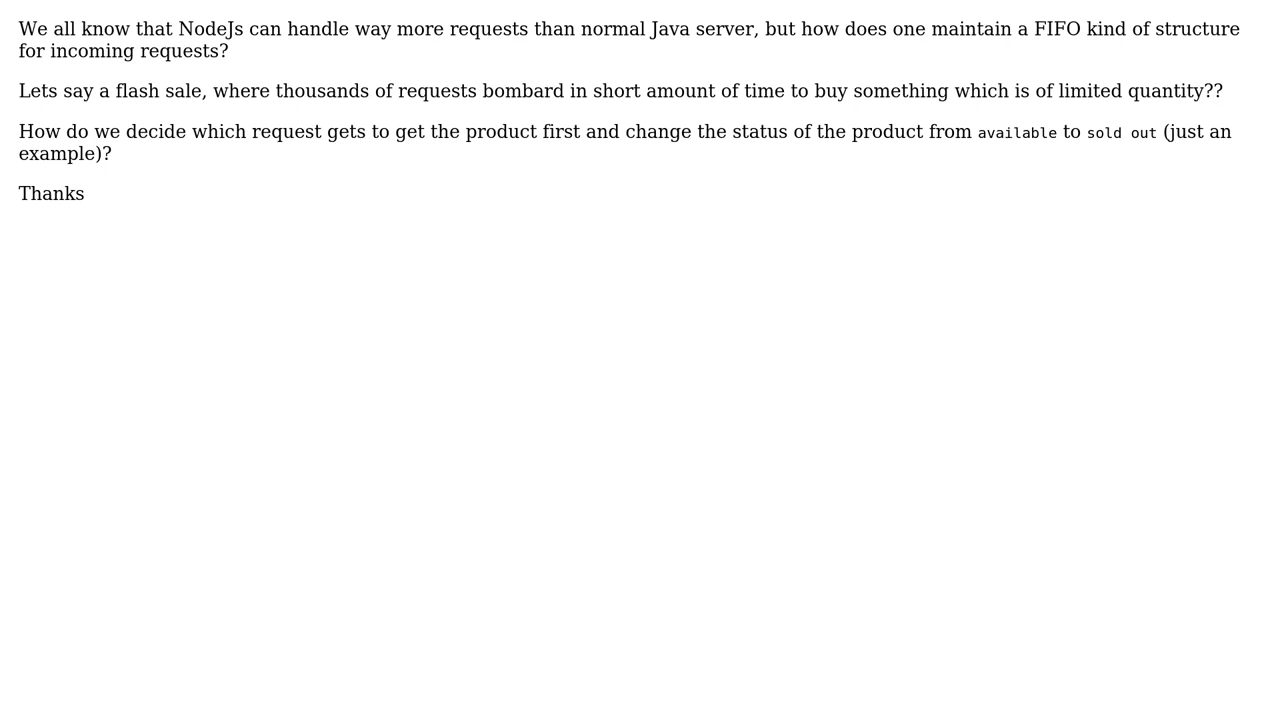 We all know that NodeJs can handle way more requests than normal Java server, but how does one maintain a FIFO kind of structure
for incoming requests?
Lets say a flash sale, where thousands of requests bombard in short amount of time to buy something which is of limited quantity??
How do we decide which request gets to get the product first and change the status of the product from available to sold out (just an
example)?
Thanks